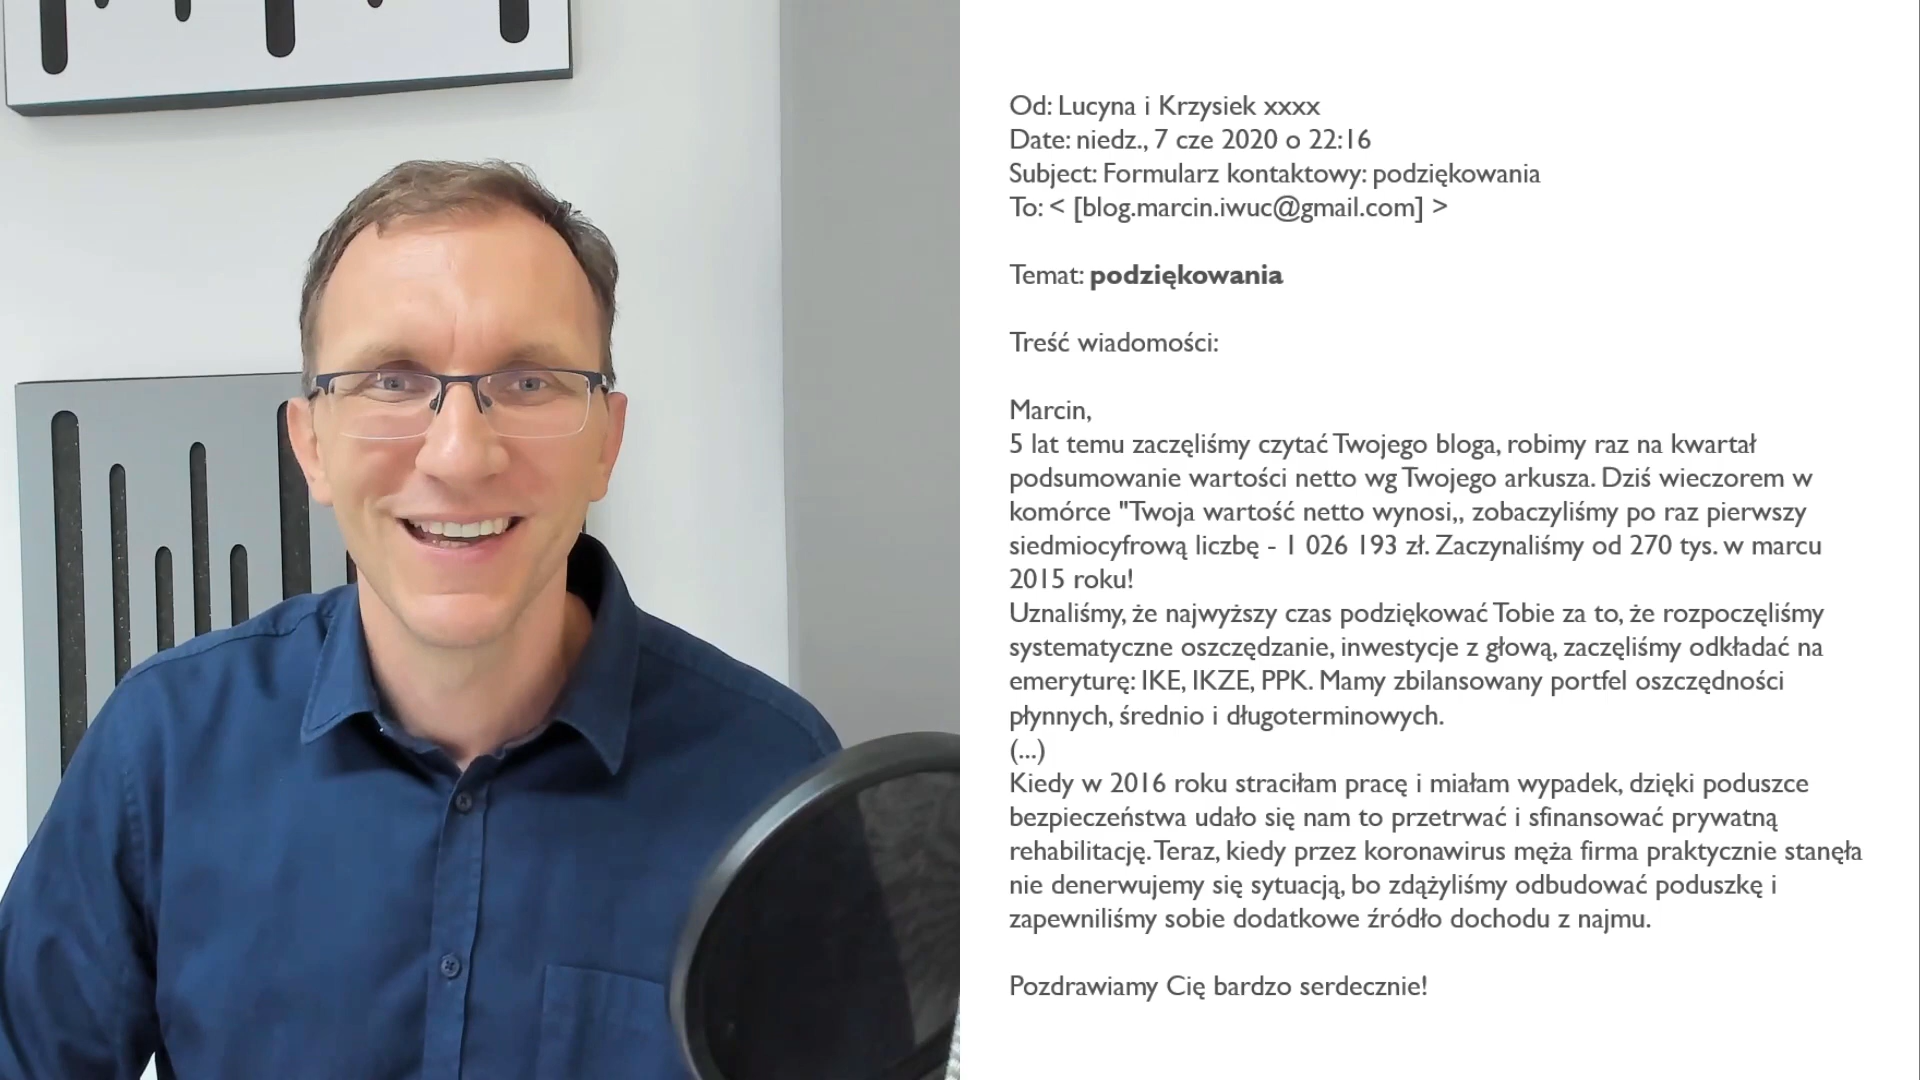 Od: Lucyna i Krzysiek xxxx
Date: niedz., 7 cze 2020 o 22:16
Subject: Formularz kontaktowy: podziękowania
To: < [blog.marcin.iwuc@gmail.com] >
Temat: podziękowania
Treść wiadomości:
Marcin,
5 lat temu zaczęliśmy czytać Twojego bloga, robimy raz na kwartał
podsumowanie wartości netto wg Twojego arkusza. Dziś wieczorem w
komórce "Twoja wartość netto wynosi,, zobaczyliśmy po raz pierwszy
siedmiocyfrową liczbę - 1 026 193 zł. Zaczynaliśmy od 270 tys. w marcu
2015 roku!
Uznaliśmy, że najwyższy czas podziękować Tobie za to, że rozpoczęliśmy
systematyczne oszczędzanie, inwestycje z głową, zaczęliśmy odkładać na
emeryturę: IKE, IKZE, PPK. Mamy zbilansowany portfel oszczędności
płynnych, średnio i długoterminowych.
(...)
Kiedy w 2016 roku straciłam pracę i miałam wypadek, dzięki poduszce
bezpieczeństwa udało się nam to przetrwać i sfinansować prywatną
rehabilitację. Teraz, kiedy przez koronawirus męża firma praktycznie stanęła
nie denerwujemy się sytuacją, bo zdążyliśmy odbudować poduszkę i
zapewniliśmy sobie dodatkowe źródło dochodu z najmu.
Pozdrawiamy Cię bardzo serdecznie!